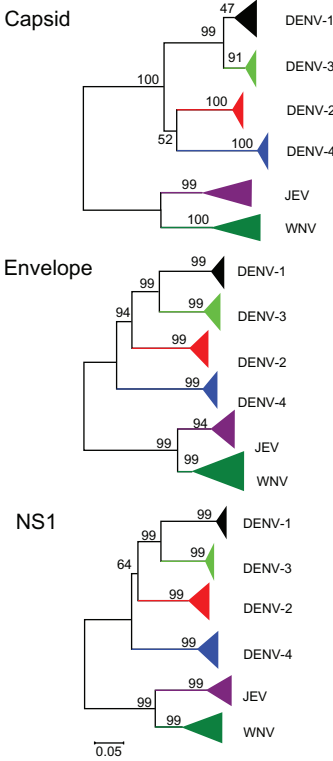 Capsid
47
DENV-1
99
91
DENV-3
100
100
DENV-2
52
100
DENV-4
99
JEV
100
WNV
Envelope
99
DENV-1
99
94
99
DENV-3
99
DENV-2
99
DENV-4
94
99
JEV
99
WNV
NS1
99
DENV-1
99
99
DENV-3
64
99
DENV-2
99
DENV-4
99
JEV
99
99
WNV
0.05